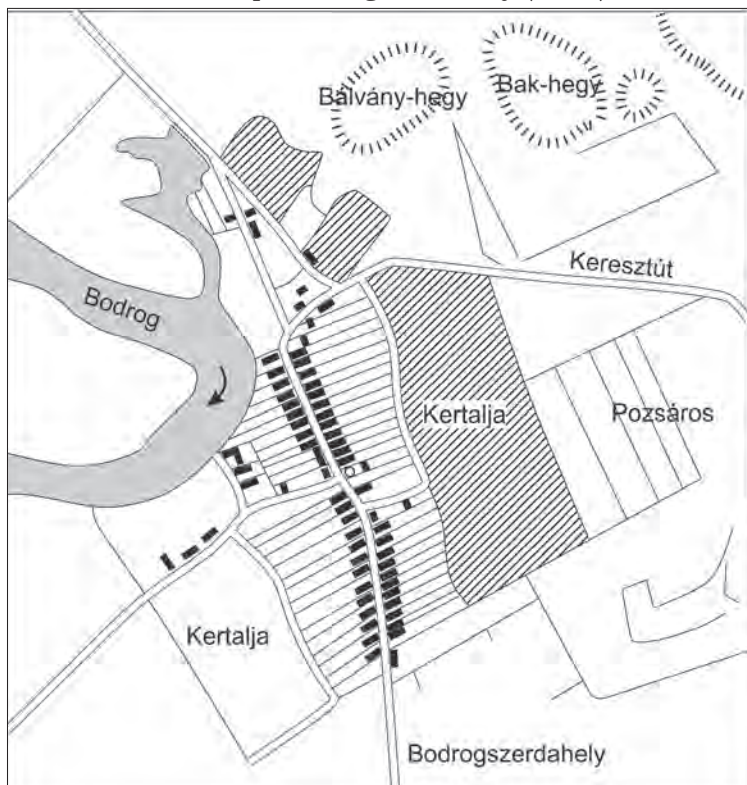 Bálvány-hegy
Bak-hegy
Keresztút
Bodrog
Kertalja
Pozsáros
Kertalja
Bodrogszerdahely